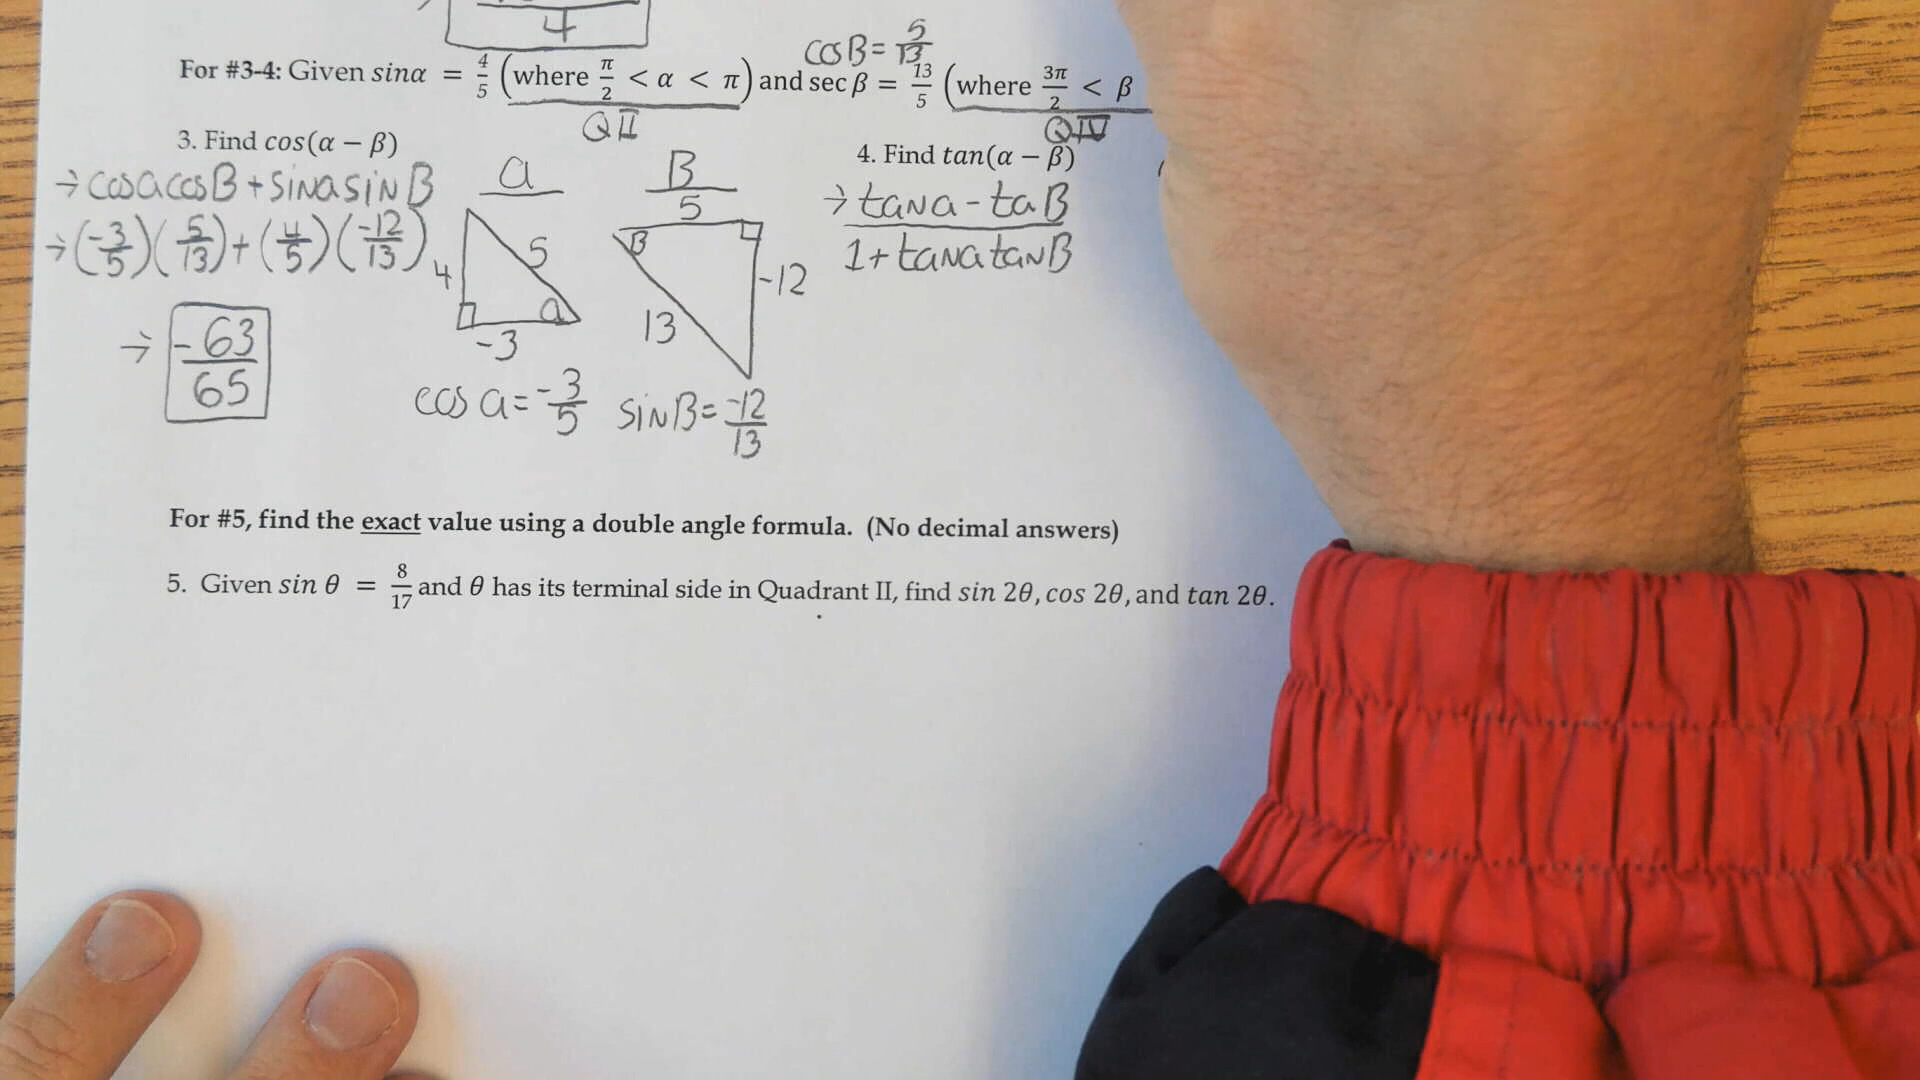 4
cosB = 5/13
For #3-4: Given sinα = 4/5 (where π/2 < α < π) and sec β = 13/5 (where 3π/2 < β
QII
QIV
3. Find cos(α − β)
→ cosacosB + sinasinB
→ (-3/5)(5/13) + (4/5)(-12/13)
→ -63/65
a
4
5
a
-3
cos a = -3/5
B
5
B
-12
13
sinB = -12/13
4. Find tan(α − β)
→ tana - taB
1 + tanatanB
For #5, find the exact value using a double angle formula. (No decimal answers)
5. Given sin θ = 8/17 and θ has its terminal side in Quadrant II, find sin 2θ, cos 2θ, and tan 2θ.